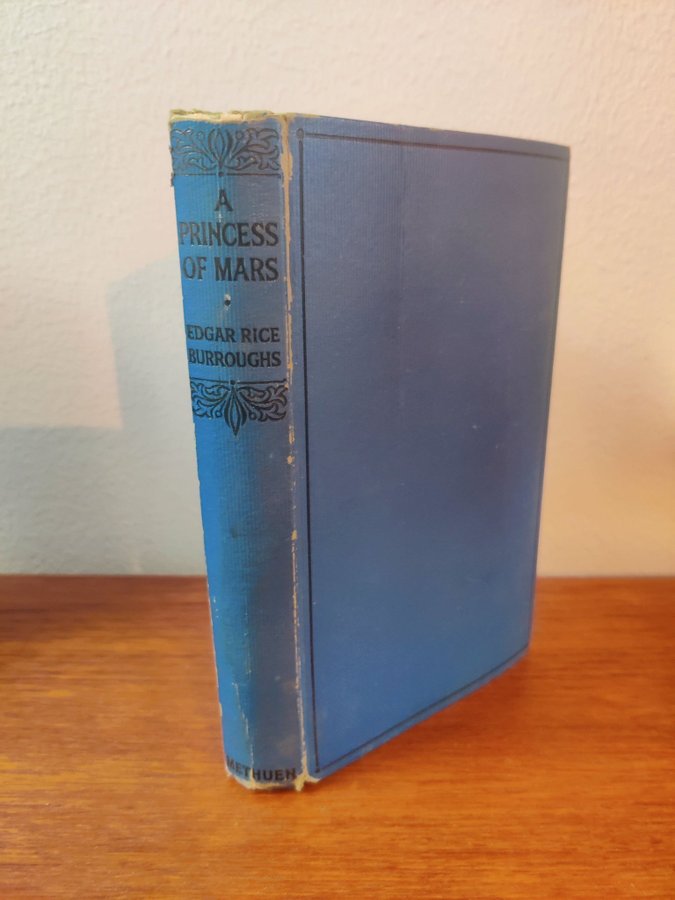 A
PRINCESS
OF MARS
EDGAR RICE
BURROUGHS
METHUEN